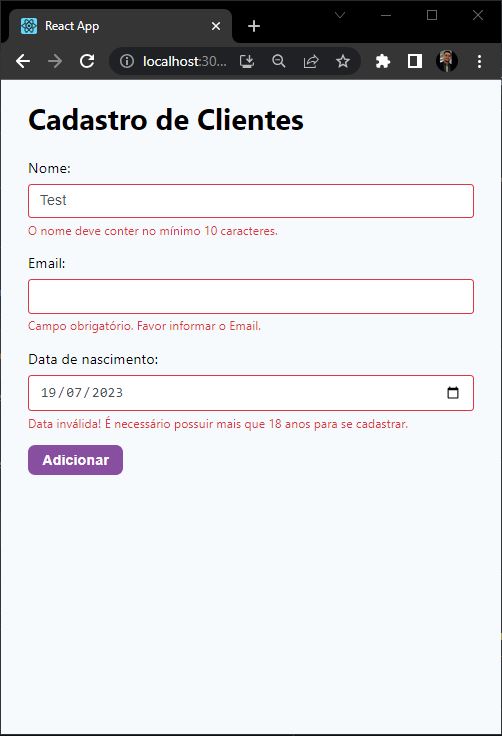 React App
localhost:30...
Cadastro de Clientes
Nome:
Test
O nome deve conter no mínimo 10 caracteres.
Email:
Campo obrigatório. Favor informar o Email.
Data de nascimento:
19/07/2023
Data inválida! É necessário possuir mais que 18 anos para se cadastrar.
Adicionar